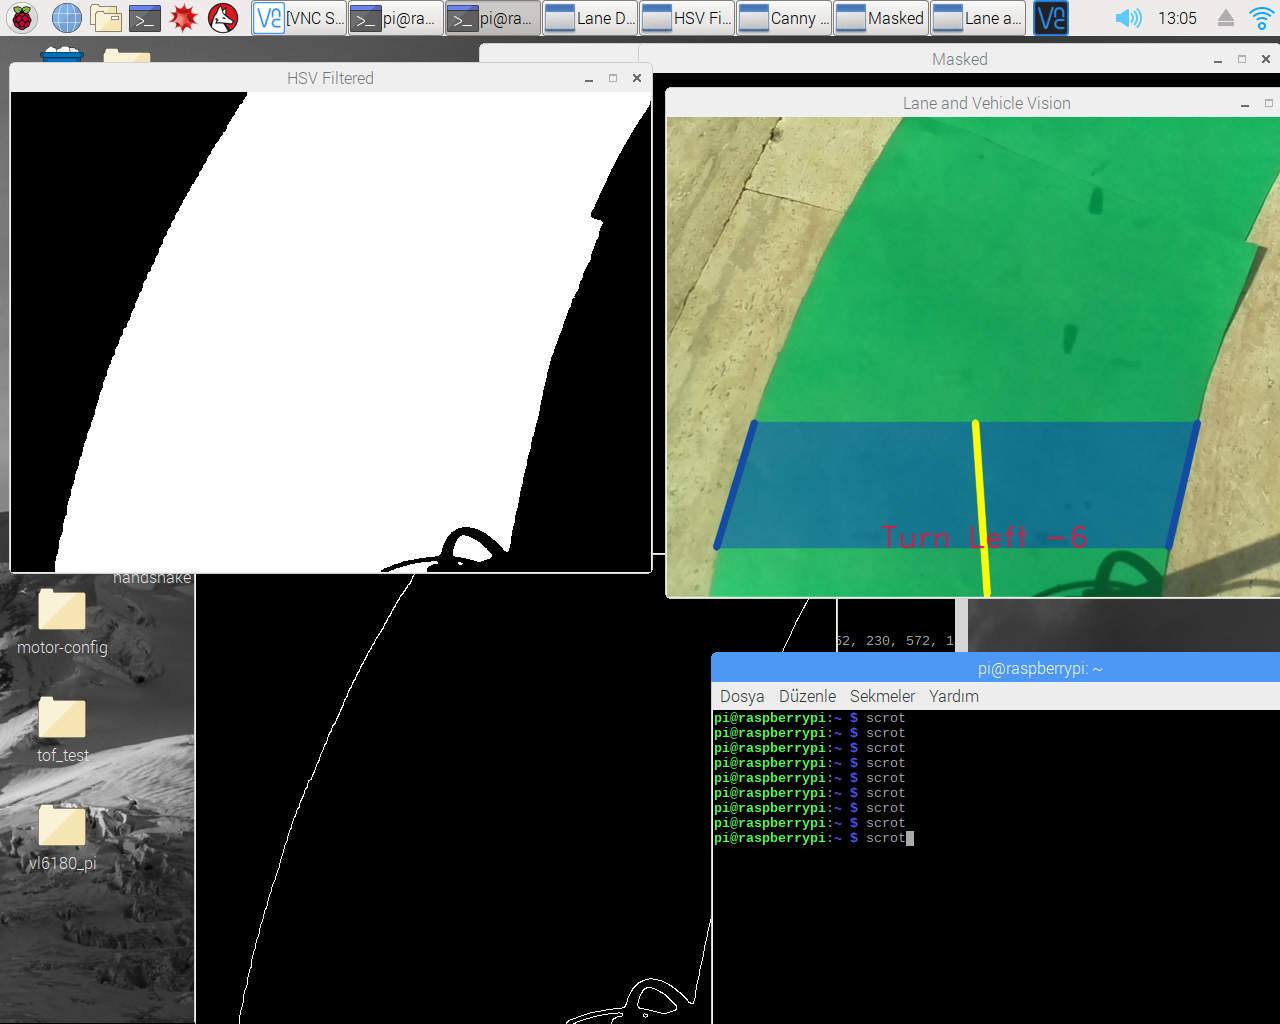 [VNC S...
pi@ra...
pi@ra...
Lane D...
HSV Fi...
Canny ...
Masked
Lane a...
13:05
Masked
HSV Filtered
Lane and Vehicle Vision
Turn Left -6
handshake
motor-config
tof_test
vl6180_pi
52, 230, 572, 1
pi@raspberrypi: ~
Dosya Düzenle Sekmeler Yardım
pi@raspberrypi:~ $ scrot
pi@raspberrypi:~ $ scrot
pi@raspberrypi:~ $ scrot
pi@raspberrypi:~ $ scrot
pi@raspberrypi:~ $ scrot
pi@raspberrypi:~ $ scrot
pi@raspberrypi:~ $ scrot
pi@raspberrypi:~ $ scrot
pi@raspberrypi:~ $ scrot